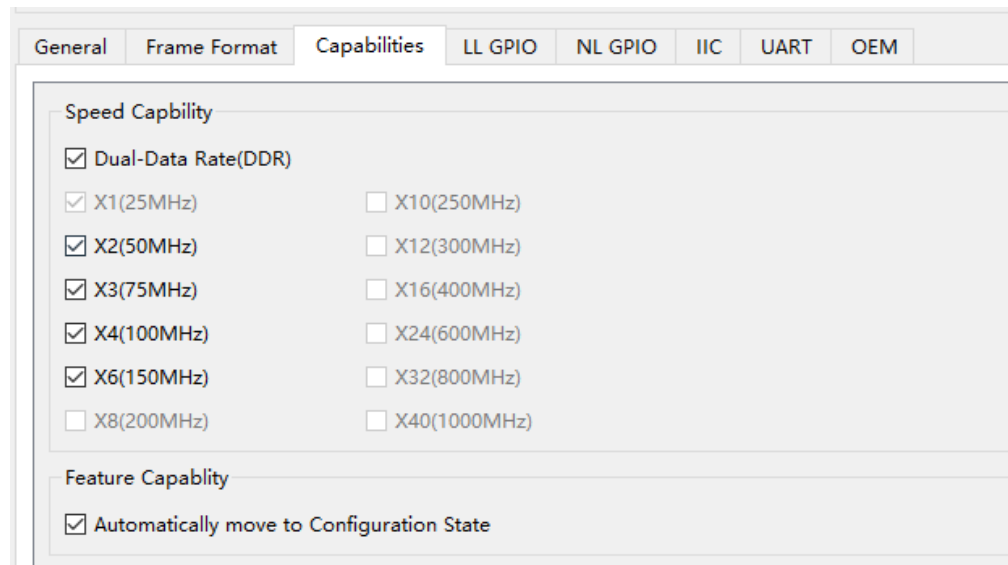 General Frame Format Capabilities LL GPIO NL GPIO IIC UART OEM
Speed Capbility
Dual-Data Rate(DDR)
X1(25MHz) X10(250MHz)
X2(50MHz) X12(300MHz)
X3(75MHz) X16(400MHz)
X4(100MHz) X24(600MHz)
X6(150MHz) X32(800MHz)
X8(200MHz) X40(1000MHz)
Feature Capablity
Automatically move to Configuration State